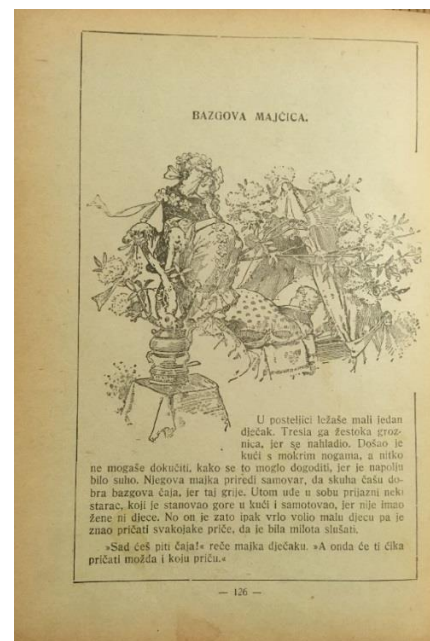 BAZGOVA MAJČICA.
U posteljici ležaše mali jedan
dječak. Tresla ga žestoka groz-
nica, jer se nahladio. Došao je
kući s mokrim nogama, a nitko
ne mogaše dokučiti, kako se to moglo dogoditi, jer je napolju
bilo suho. Njegova majka priredi samovar, da skuha čašu do-
bra bazgova čaja, jer taj grije. Utom uđe u sobu prijazni neki
starac, koji je stanovao gore u kući i samotovao, jer nije imao
žene ni djece. No on je zato ipak vrlo volio malu djecu pa je
znao pričati svakojake priče, da je bila milota slušati.
»Sad ćeš piti čaja!« reče majka dječaku. »A onda će ti čika
pričati možda i koju priču.«
— 126 —